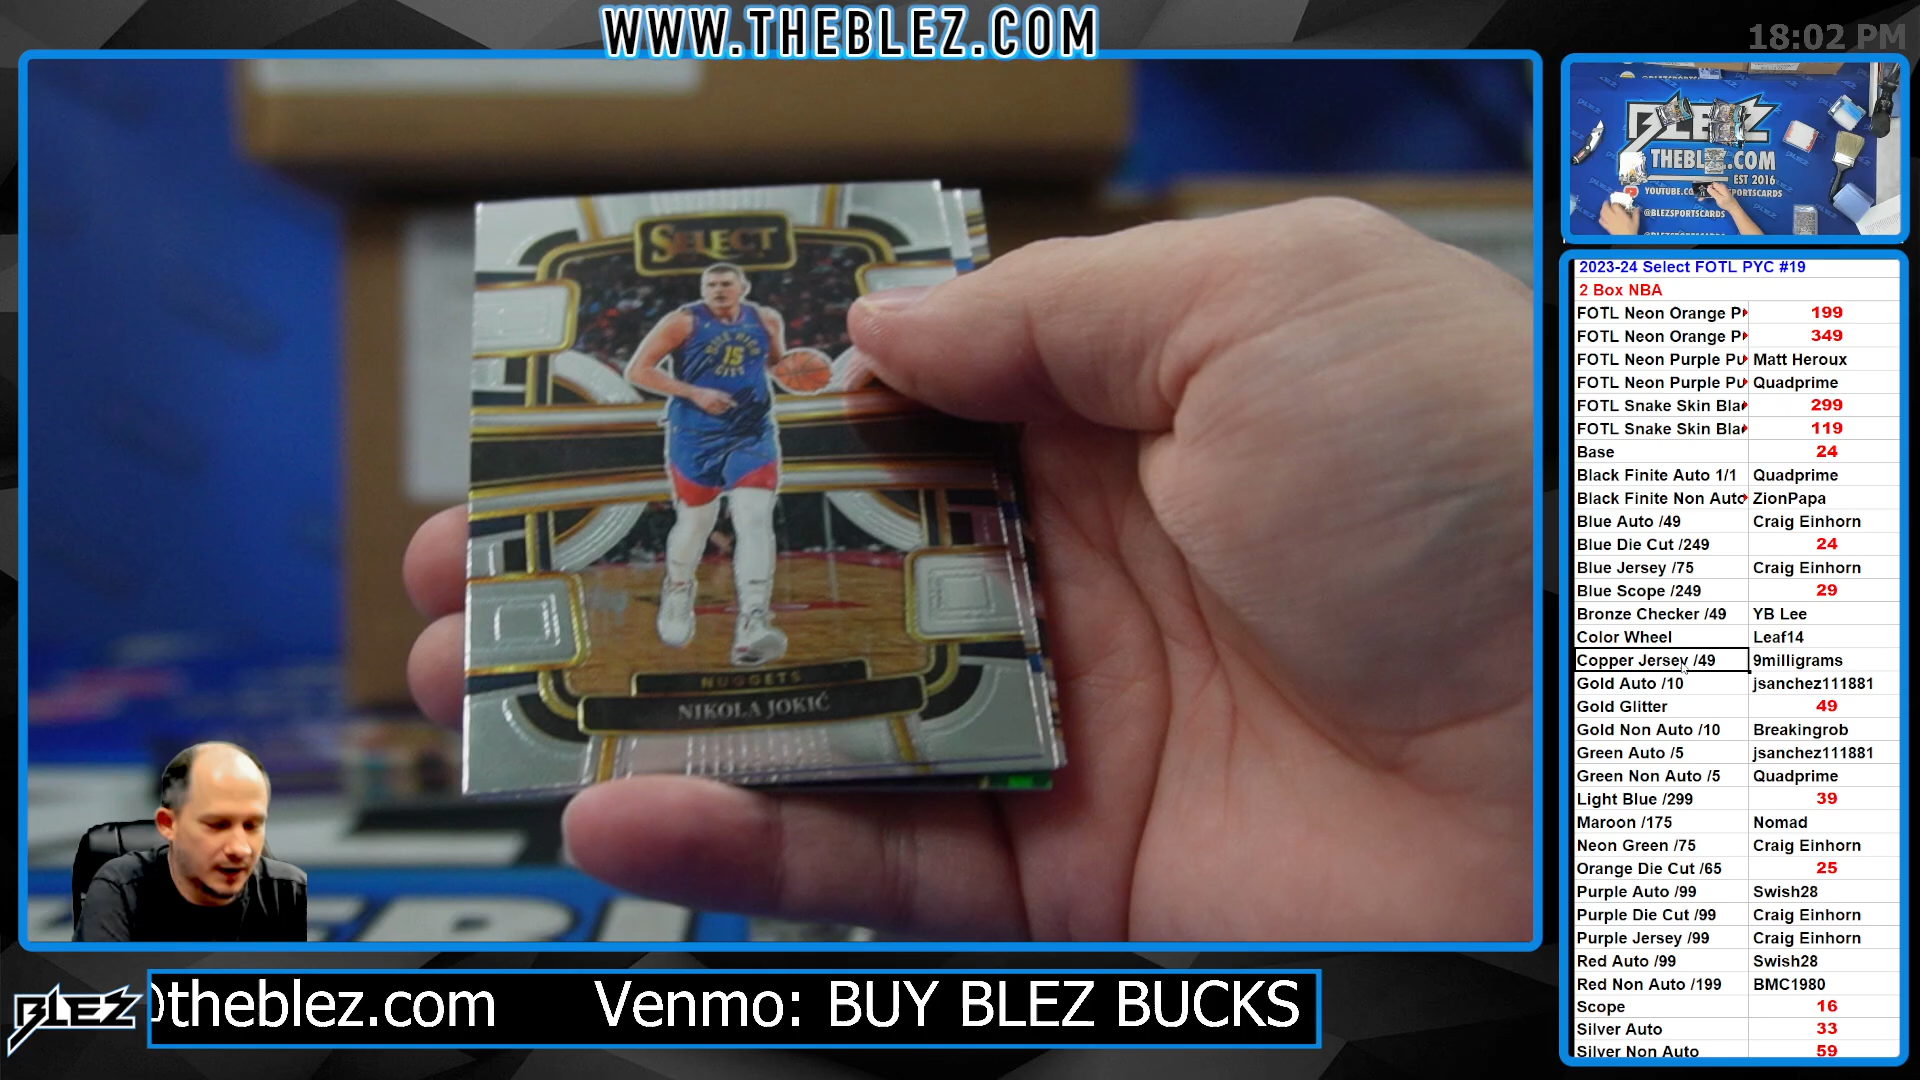 WWW.THEBLEZ.COM
18:02 PM
SELECT
15
CITY
NUGGETS
NIKOLA JOKIĆ
BLEZ
THEBLEZ.COM
EST 2016
@BLEZSPORTSCARDS
2023-24 Select FOTL PYC #19
2 Box NBA
FOTL Neon Orange P 199
FOTL Neon Orange P 349
FOTL Neon Purple Pu Matt Heroux
FOTL Neon Purple Pu Quadprime
FOTL Snake Skin Bla 299
FOTL Snake Skin Bla 119
Base 24
Black Finite Auto 1/1 Quadprime
Black Finite Non Auto ZionPapa
Blue Auto /49 Craig Einhorn
Blue Die Cut /249 24
Blue Jersey /75 Craig Einhorn
Blue Scope /249 29
Bronze Checker /49 YB Lee
Color Wheel Leaf14
Copper Jersey /49 9milligrams
Gold Auto /10 jsanchez111881
Gold Glitter 49
Gold Non Auto /10 Breakingrob
Green Auto /5 jsanchez111881
Green Non Auto /5 Quadprime
Light Blue /299 39
Maroon /175 Nomad
Neon Green /75 Craig Einhorn
Orange Die Cut /65 25
Purple Auto /99 Swish28
Purple Die Cut /99 Craig Einhorn
Purple Jersey /99 Craig Einhorn
Red Auto /99 Swish28
Red Non Auto /199 BMC1980
Scope 16
Silver Auto 33
Silver Non Auto 59
BLEZ
@theblez.com Venmo: BUY BLEZ BUCKS